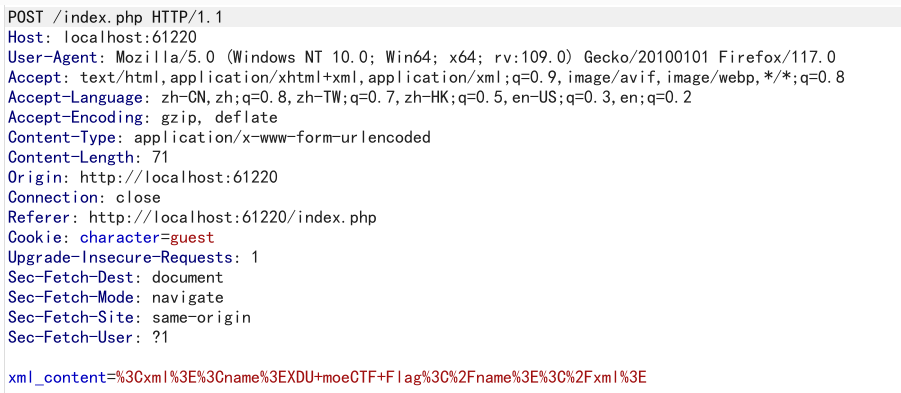 POST /index.php HTTP/1.1
Host: localhost:61220
User-Agent: Mozilla/5.0 (Windows NT 10.0; Win64; x64; rv:109.0) Gecko/20100101 Firefox/117.0
Accept: text/html,application/xhtml+xml,application/xml;q=0.9,image/avif,image/webp,*/*;q=0.8
Accept-Language: zh-CN,zh;q=0.8,zh-TW;q=0.7,zh-HK;q=0.5,en-US;q=0.3,en;q=0.2
Accept-Encoding: gzip, deflate
Content-Type: application/x-www-form-urlencoded
Content-Length: 71
Origin: http://localhost:61220
Connection: close
Referer: http://localhost:61220/index.php
Cookie: character=guest
Upgrade-Insecure-Requests: 1
Sec-Fetch-Dest: document
Sec-Fetch-Mode: navigate
Sec-Fetch-Site: same-origin
Sec-Fetch-User: ?1

xml_content=%3Cxml%3E%3Cname%3EXDU+moeCTF+Flag%3C%2Fname%3E%3C%2Fxml%3E